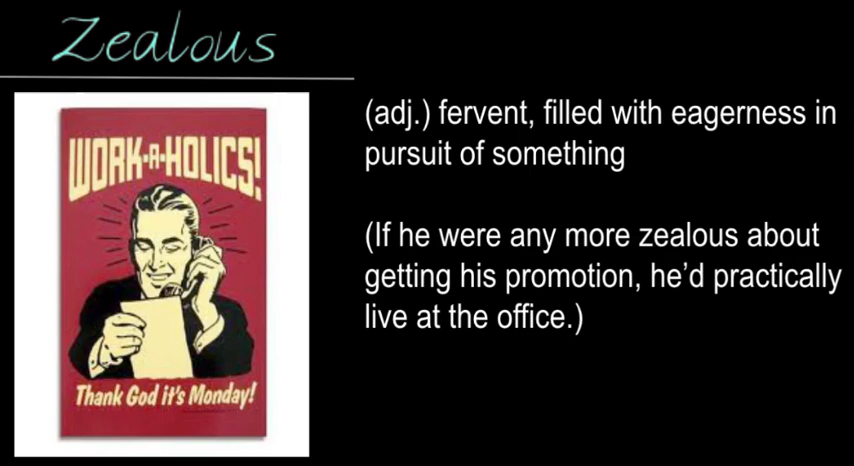 Zealous
WORK-A-HOLICS!
Thank God it's Monday!
(adj.) fervent, filled with eagerness in
pursuit of something
(If he were any more zealous about
getting his promotion, he'd practically
live at the office.)